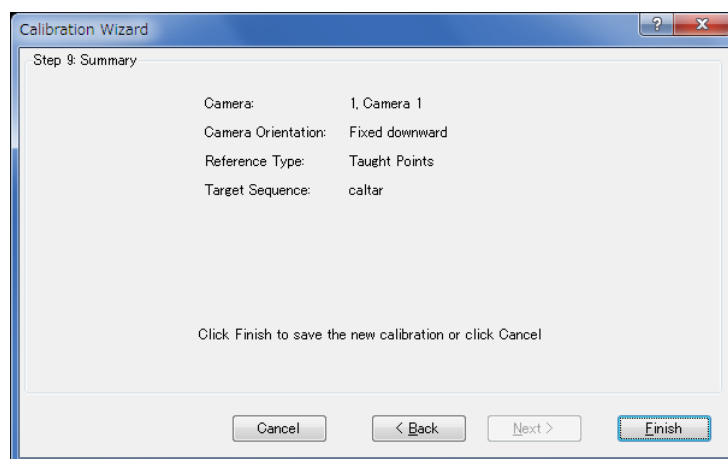 Calibration Wizard
Step 9: Summary
Camera: 1, Camera 1
Camera Orientation: Fixed downward
Reference Type: Taught Points
Target Sequence: caltar
Click Finish to save the new calibration or click Cancel
Cancel < Back Next > Finish